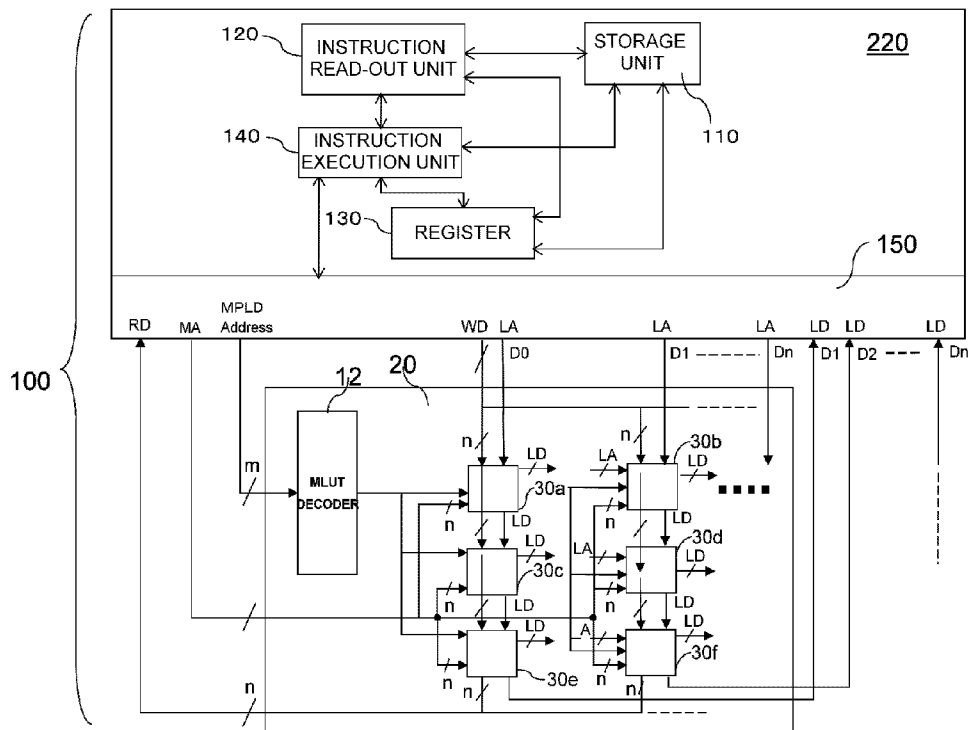 120
INSTRUCTION
READ-OUT UNIT
STORAGE
UNIT
220
110
140
INSTRUCTION
EXECUTION UNIT
130
REGISTER
150
RD
MA
MPLD
Address
WD
LA
D0
LA
D1
LA
Dn
LD
D1
LD
D2
LD
Dn
100
12
20
n
n
30b
m
MLUT
DECODER
LD
30a
LA
LD
n
n
n
LD
LD
30d
LD
LA
LD
30c
n
n
LD
LD
LD
A
LD
30e
30f
n
n
n
n
n